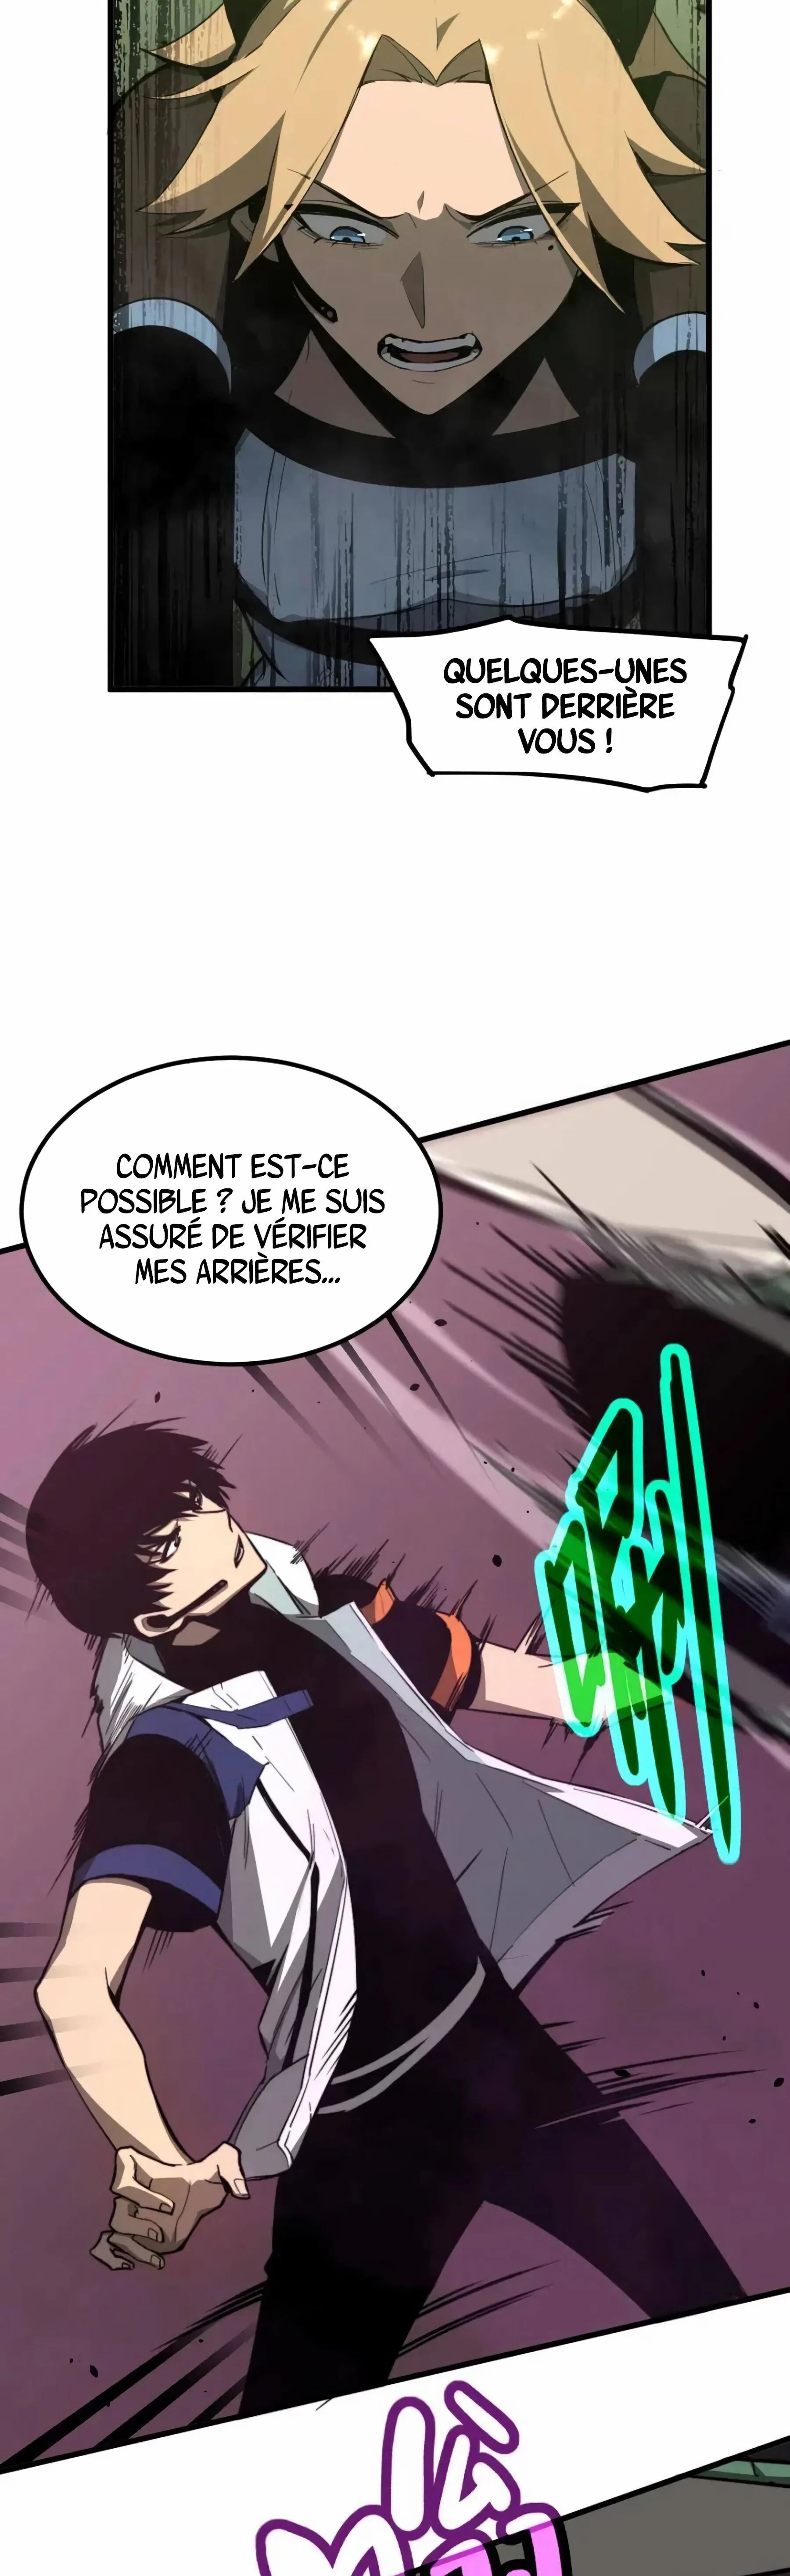 QUELQUES-UNES
SONT DERRIÈRE
VOUS !
COMMENT EST-CE
POSSIBLE ? JE ME SUIS
ASSURÉ DE VÉRIFIER
MES ARRIÈRES...